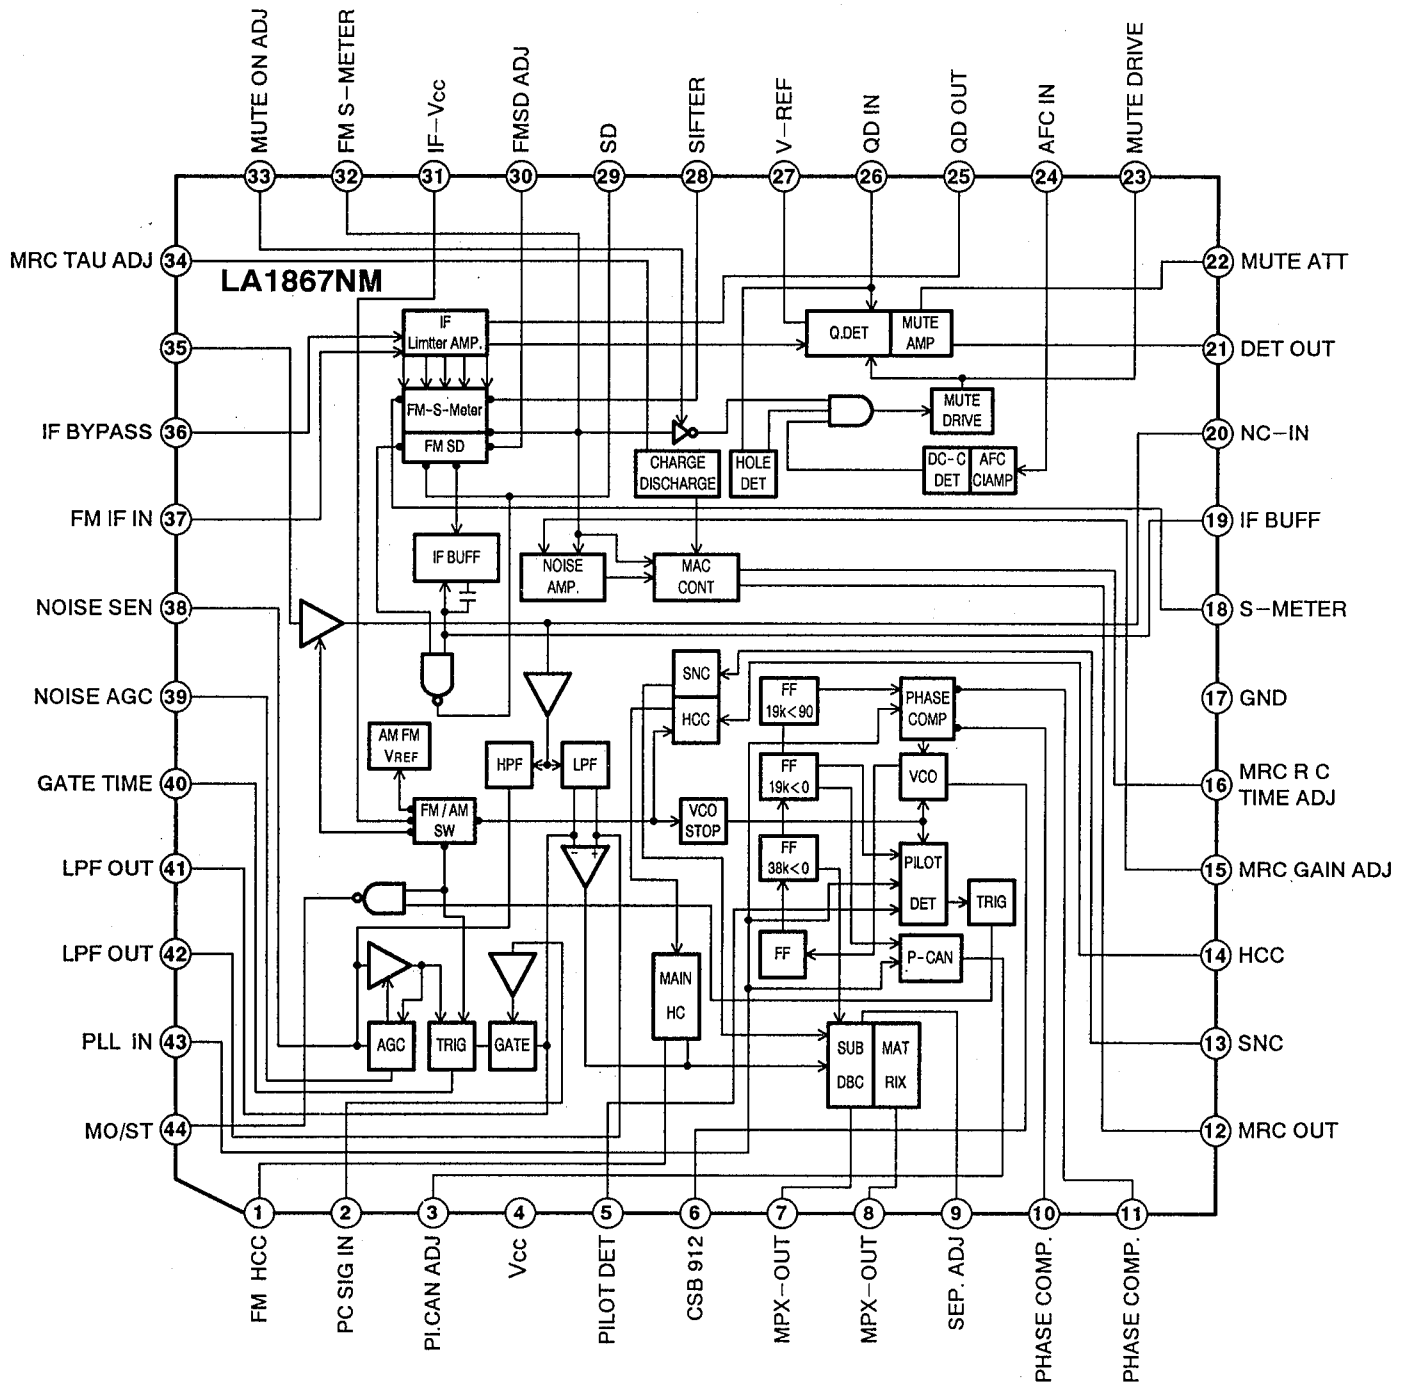 MUTE ON ADJ
FM S-METER
IF-Vcc
FMSD ADJ
SD
SIFTER
V-REF
QD IN
QD OUT
AFC IN
MUTE DRIVE
33
32
31
30
29
28
27
26
25
24
23
MRC TAU ADJ 34
LA1867NM
22 MUTE ATT
IF
Limtter AMP.
Q.DET
MUTE
AMP
35
21 DET OUT
FM-S-Meter
MUTE
DRIVE
IF BYPASS 36
FM SD
20 NC-IN
CHARGE
DISCHARGE
HOLE
DET
DC-C
DET
AFC
CIAMP
FM IF IN 37
19 IF BUFF
IF BUFF
NOISE
AMP.
MAC
CONT
NOISE SEN 38
18 S-METER
SNC
HCC
FF
19k<90
PHASE
COMP
NOISE AGC 39
17 GND
AM FM
VREF
HPF
LPF
FF
19k<0
VCO
GATE TIME 40
16 MRC R C
TIME ADJ
FM / AM
SW
VCO
STOP
- +
FF
38k<0
PILOT
DET
TRIG
LPF OUT 41
15 MRC GAIN ADJ
FF
P-CAN
LPF OUT 42
14 HCC
MAIN
HC
AGC
TRIG
GATE
SUB
DBC
MAT
RIX
PLL IN 43
13 SNC
MO/ST 44
12 MRC OUT
1
2
3
4
5
6
7
8
9
10
11
FM HCC
PC SIG IN
PI.CAN ADJ
Vcc
PILOT DET
CSB 912
MPX-OUT
MPX-OUT
SEP. ADJ
PHASE COMP.
PHASE COMP.